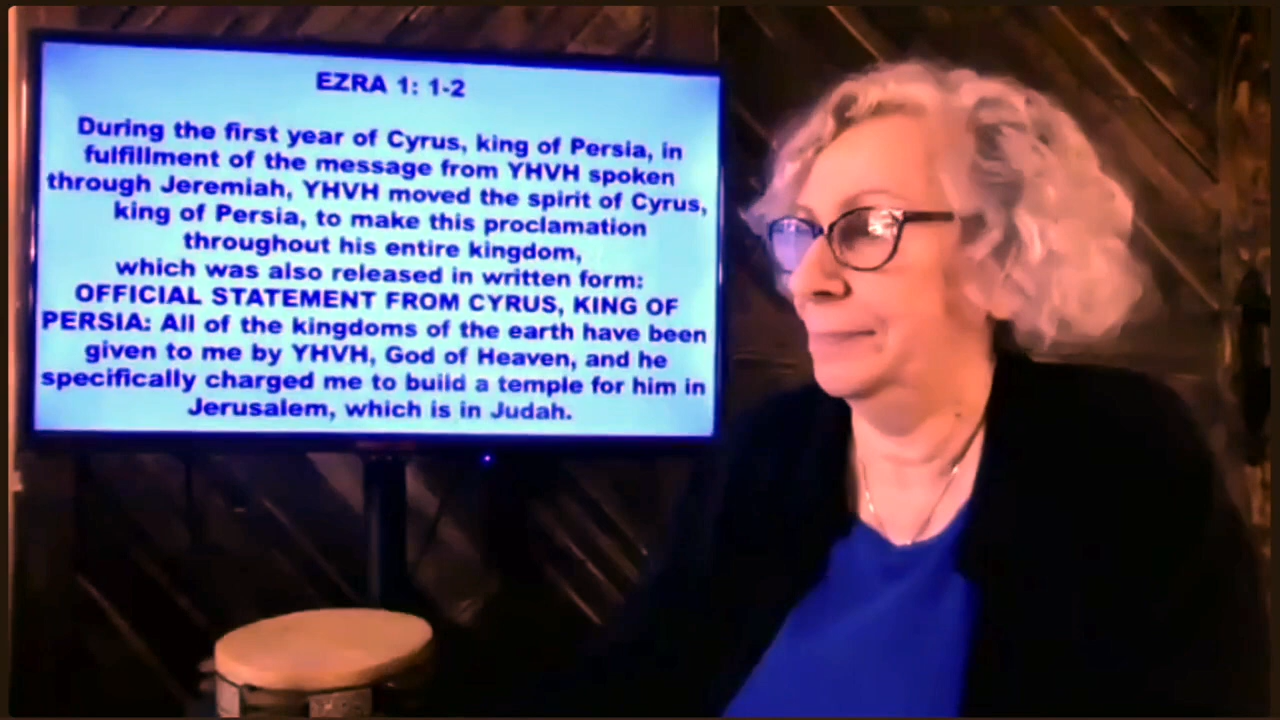 EZRA 1: 1-2
During the first year of Cyrus, king of Persia, in
fulfillment of the message from YHVH spoken
through Jeremiah, YHVH moved the spirit of Cyrus,
king of Persia, to make this proclamation
throughout his entire kingdom,
which was also released in written form:
OFFICIAL STATEMENT FROM CYRUS, KING OF
PERSIA: All of the kingdoms of the earth have been
given to me by YHVH, God of Heaven, and he
specifically charged me to build a temple for him in
Jerusalem, which is in Judah.